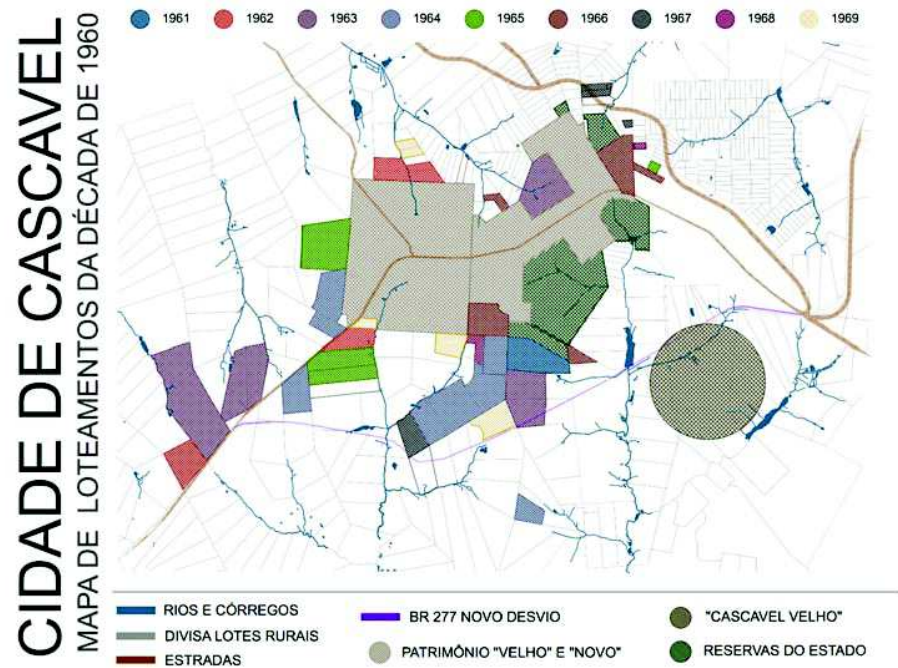 CIDADE DE CASCAVEL
MAPA DE LOTEAMENTOS DA DÉCADA DE 1960
1961 1962 1963 1964 1965 1966 1967 1968 1969
RIOS E CÓRREGOS
DIVISA LOTES RURAIS
ESTRADAS
BR 277 NOVO DESVIO
PATRIMÔNIO "VELHO" E "NOVO"
"CASCAVEL VELHO"
RESERVAS DO ESTADO